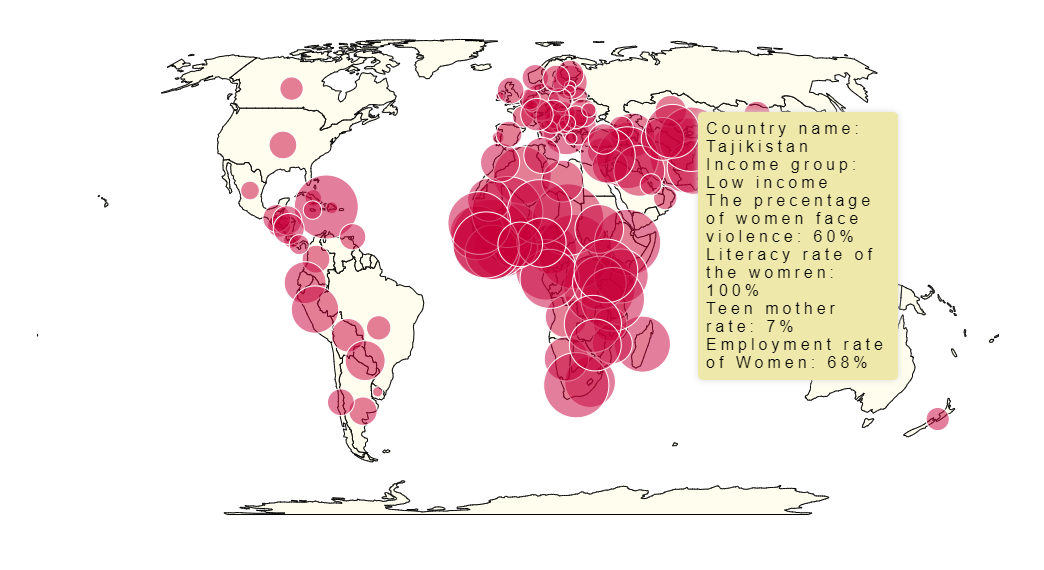 Country name:
Tajikistan
Income group:
Low income
The precentage
of women face
violence: 60%
Literacy rate of
the womren:
100%
Teen mother
rate: 7%
Employment rate
of Women: 68%